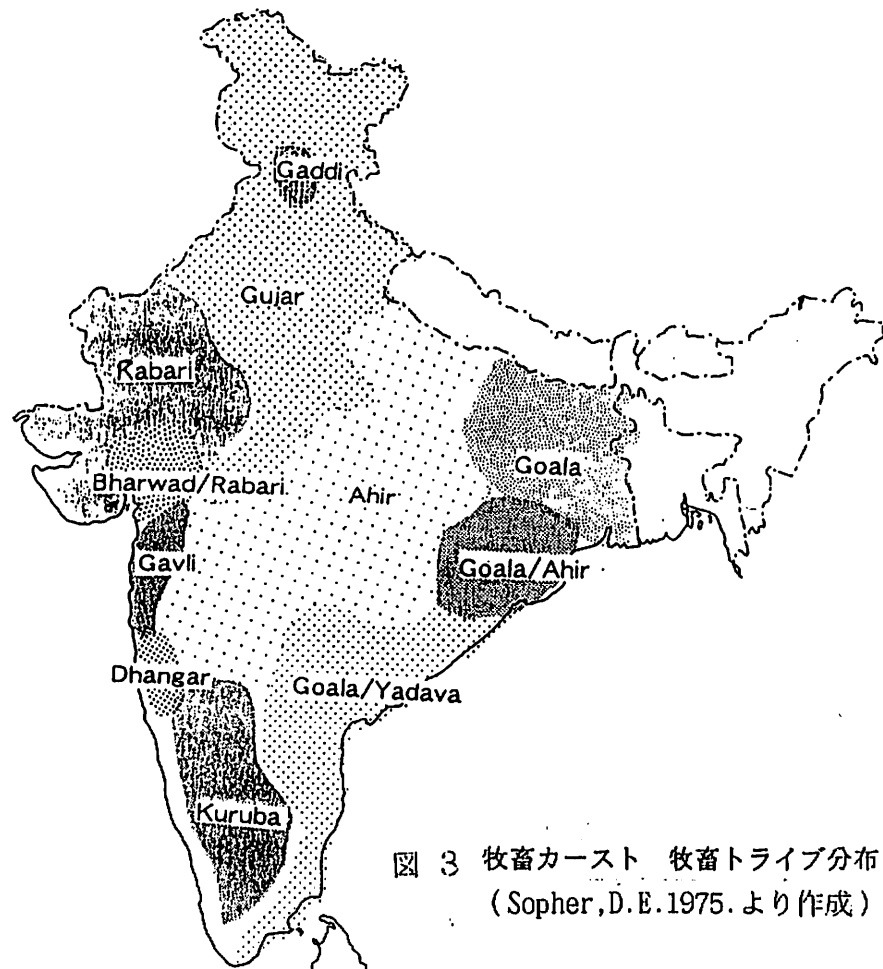 Gaddi
Gujar
Rabari
Bharwad/Rabari
Ahir
Goala
Gavli
Goala/Ahir
Dhangar
Goala/Yadava
Kuruba
図 3 牧畜カースト 牧畜トライブ分布
(Sopher,D.E.1975.より作成)